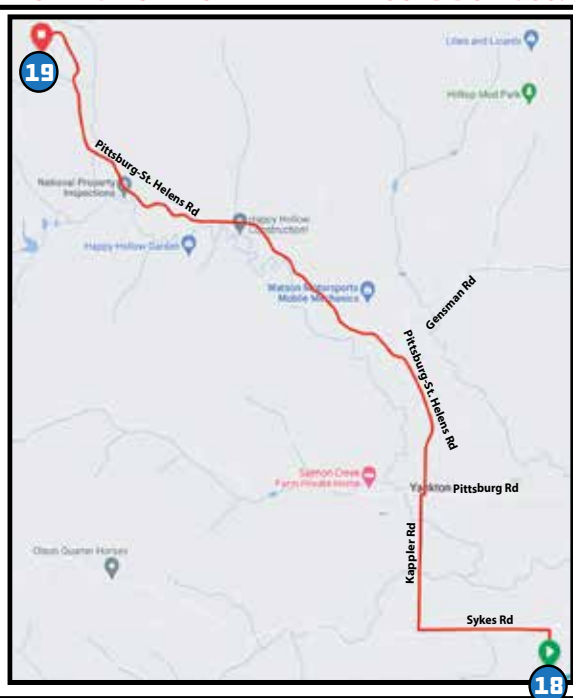 19
Lilies and Lizards
Hilltop Mod Park
Pittsburg-St. Helens Rd
National Property
Inspections
Happy Hollow
Construction
Happy Hollow Garden
Watson Motorsports
Mobile Mechanics
Gensman Rd
Pittsburg-St. Helens Rd
Salmon Creek
Farm Private Home
Yankton Pittsburg Rd
Kappler Rd
Olson Quarter Horses
Sykes Rd
18